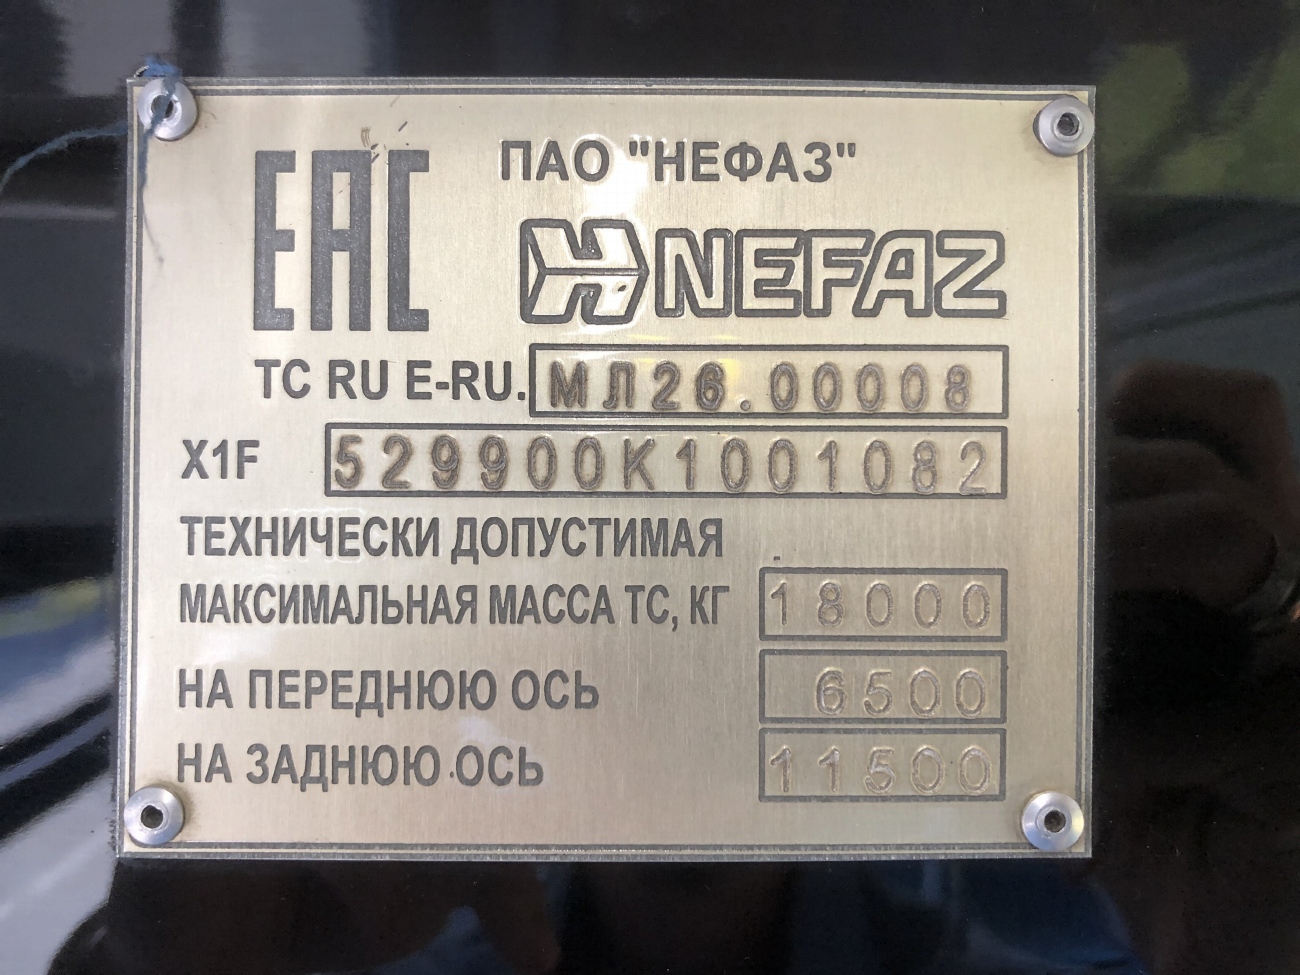 ЕАС
ПАО "НЕФАЗ"
NEFAZ
ТС RU E-RU. МЛ26.00008
X1F 529900K1001082
ТЕХНИЧЕСКИ ДОПУСТИМАЯ
МАКСИМАЛЬНАЯ МАССА ТС, КГ 18000
НА ПЕРЕДНЮЮ ОСЬ 6500
НА ЗАДНЮЮ ОСЬ 11500